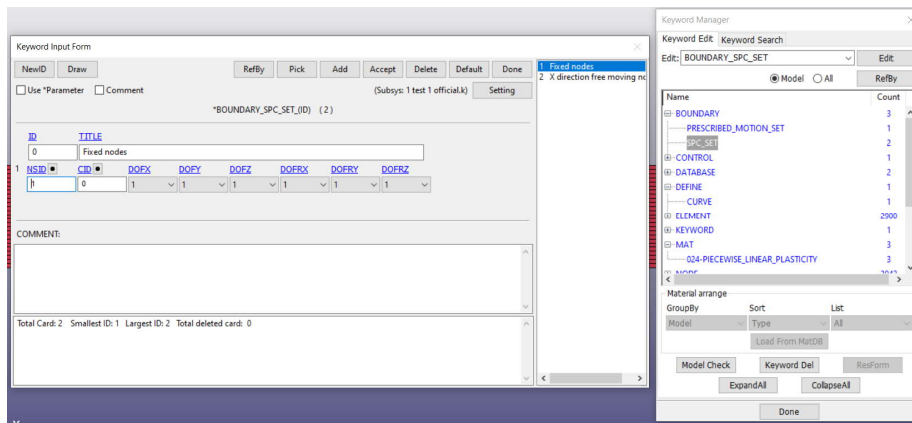 Keyword Input Form
NewID Draw RefBy Pick Add Accept Delete Default Done
Use *Parameter Comment (Subsys: 1 test 1 official.k) Setting
*BOUNDARY_SPC_SET_(ID) (2)
ID TITLE
0 Fixed nodes
1 NSID CID DOFX DOFY DOFZ DOFRX DOFRY DOFRZ
1 0 1 1 1 1 1 1
COMMENT:
Total Card: 2 Smallest ID: 1 Largest ID: 2 Total deleted card: 0
1 Fixed nodes
2 X direction free moving no
Keyword Manager
Keyword Edit Keyword Search
Edit: BOUNDARY_SPC_SET Edit
Model All RefBy
Name Count
BOUNDARY 3
PRESCRIBED_MOTION_SET 1
SPC_SET 2
CONTROL 1
DATABASE 2
DEFINE 1
CURVE 1
ELEMENT 2900
KEYWORD 1
MAT 3
024-PIECEWISE_LINEAR_PLASTICITY 3
Material arrange
GroupBy Sort List
Model Type All
Load From MatDB
Model Check Keyword Del ResForm
ExpandAll CollapseAll
Done